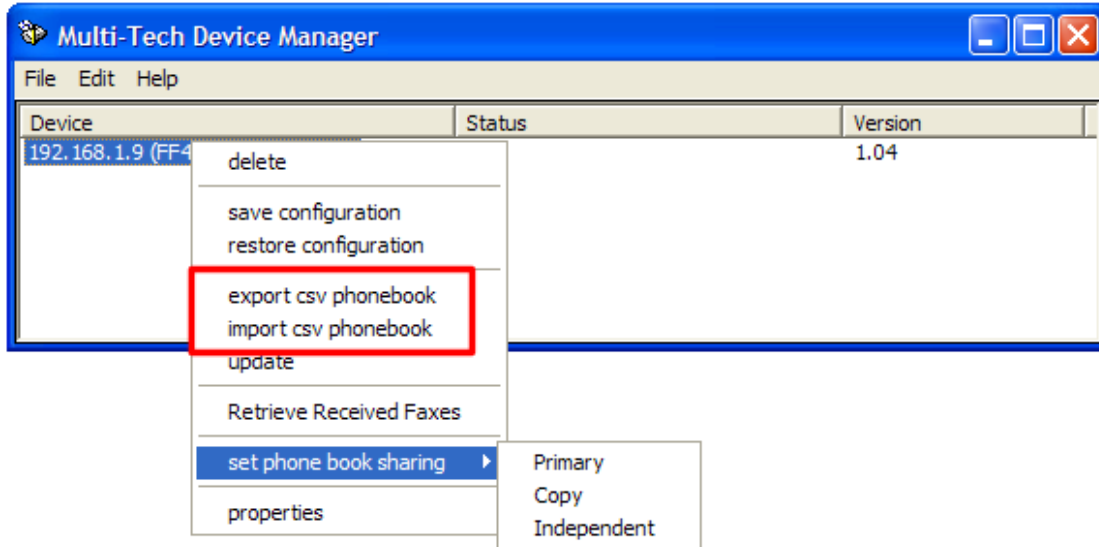 Multi-Tech Device Manager
File Edit Help
Device Status Version
192.168.1.9 (FF4 1.04
delete
save configuration
restore configuration
export csv phonebook
import csv phonebook
update
Retrieve Received Faxes
set phone book sharing
Primary
Copy
Independent
properties